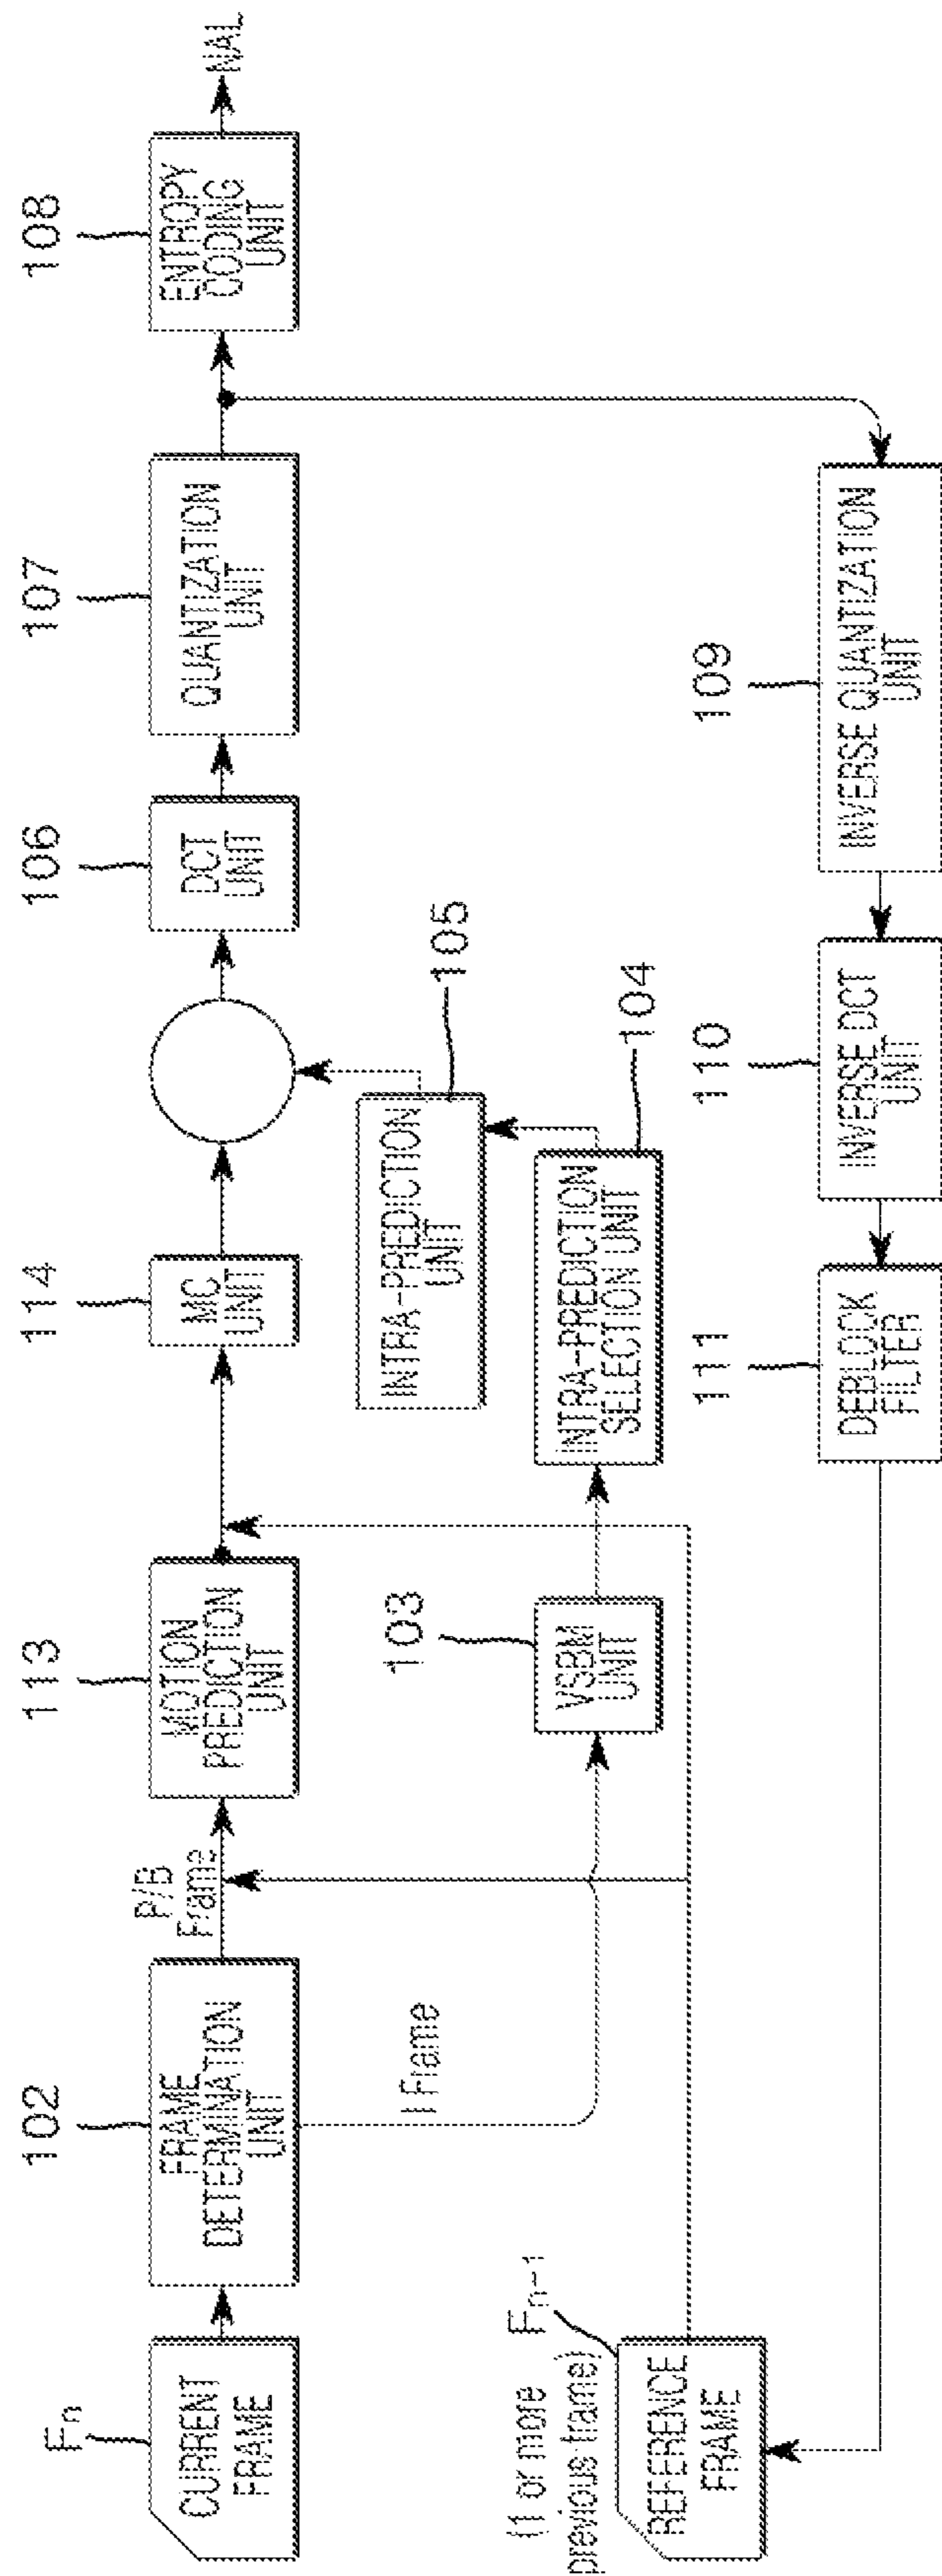 Fn
CURRENT
FRAME
102
FRAME
DETERMINATION
UNIT
P/B
Frame
I Frame
113
MOTION
PREDICTION
UNIT
114
MC
UNIT
106
DCT
UNIT
107
QUANTIZATION
UNIT
108
ENTROPY
CODING
UNIT
NAL
103
VSBM
UNIT
INTRA-PREDICTION
UNIT
105
INTRA-PREDICTION
SELECTION UNIT
104
(1 or more
previous frame)
Fn-1
REFERENCE
FRAME
111
DEBLOCK
FILTER
110
INVERSE DCT
UNIT
109
INVERSE QUANTIZATION
UNIT